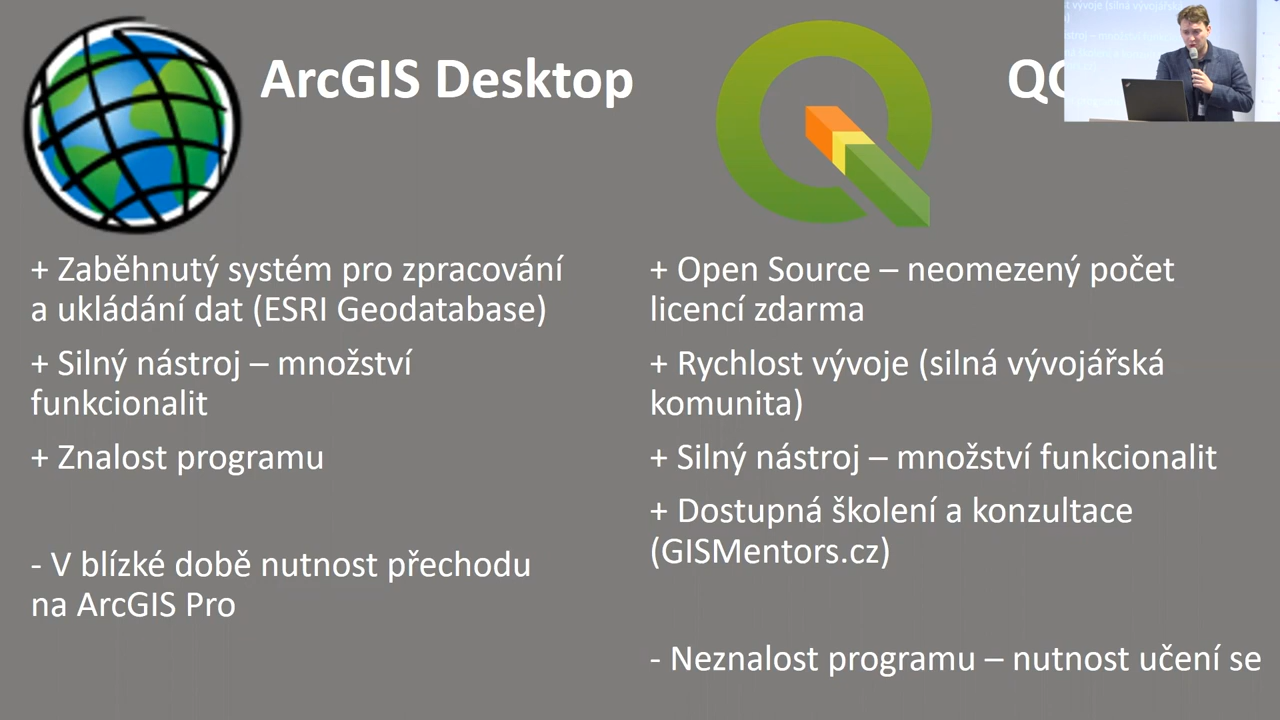 ArcGIS Desktop
+ Zaběhnutý systém pro zpracování
a ukládání dat (ESRI Geodatabase)
+ Silný nástroj – množství
funkcionalit
+ Znalost programu
- V blízké době nutnost přechodu
na ArcGIS Pro
+ Open Source – neomezený počet
licencí zdarma
+ Rychlost vývoje (silná vývojářská
komunita)
+ Silný nástroj – množství funkcionalit
+ Dostupná školení a konzultace
(GISMentors.cz)
- Neznalost programu – nutnost učení se